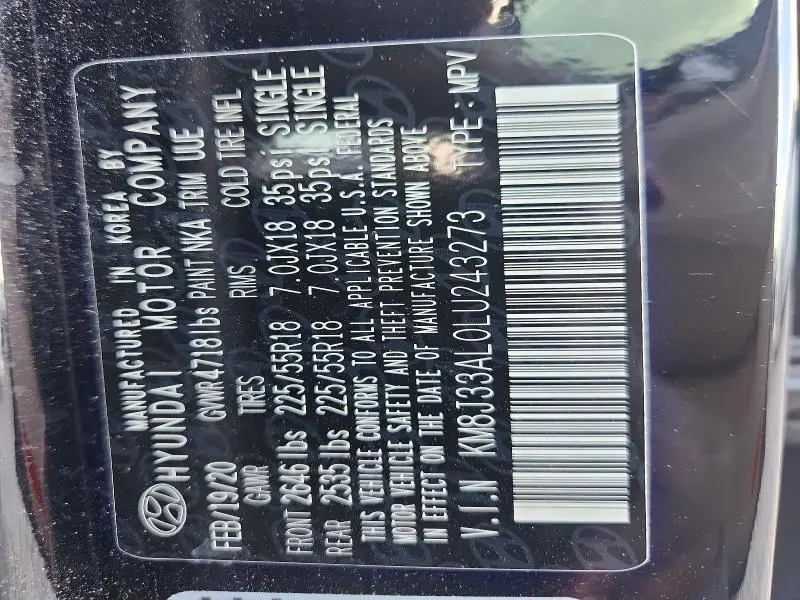 MANUFACTURED IN KOREA BY
HYUNDAI MOTOR COMPANY
FEB/19/20 GVWR4718lbs PAINT NKA TRIM UUE
GAWR TIRES RIMS COLD TIRE INFL
FRONT 2646 lbs 225/55R18 7.0JX18 35psi SINGLE
REAR 2535 lbs 225/55R18 7.0JX18 35psi SINGLE
THIS VEHICLE CONFORMS TO ALL APPLICABLE U.S.A. FEDERAL
MOTOR VEHICLE SAFETY AND THEFT PREVENTION STANDARDS
IN EFFECT ON THE DATE OF MANUFACTURE SHOWN ABOVE
V.I.N KM8J33AL0LU243273 TYPE : MPV